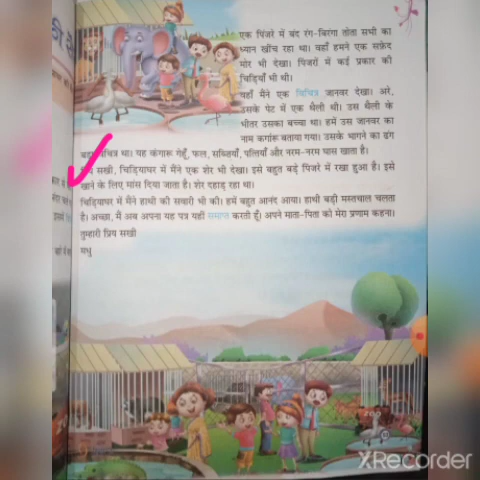 एक पिंजरे में बंद रंग-बिरंगा तोता सभी का
ध्यान खींच रहा था। वहाँ हमने एक सफ़ेद
मोर भी देखा। पिंजरों में कई प्रकार की
चिड़ियाँ भी थीं।
वहाँ मैंने एक विचित्र जानवर देखा। अरे,
उसके पेट में एक थैली थी। उस थैली के
भीतर उसका बच्चा था। हमें उस जानवर का
नाम कंगारू बताया गया। उसके भागने का ढंग
था। यह कंगारू गेहूँ, फल, सब्ज़ियाँ, पत्तियाँ और नरम-नरम घास खाता है।
सखी, चिड़ियाघर में मैंने एक शेर भी देखा। इसे बहुत बड़े पिंजरे में रखा हुआ है। इसे
खाने के लिए मांस दिया जाता है। शेर दहाड़ रहा था।
चिड़ियाघर में मैंने हाथी की सवारी भी की। हमें बहुत आनंद आया। हाथी बड़ी मस्तचाल चलता
है। अच्छा, मैं अब अपना यह पत्र यहीं समाप्त करती हूँ। अपने माता-पिता को मेरा प्रणाम कहना।
तुम्हारी प्रिय सखी
मधु
ZOO
XRecorder